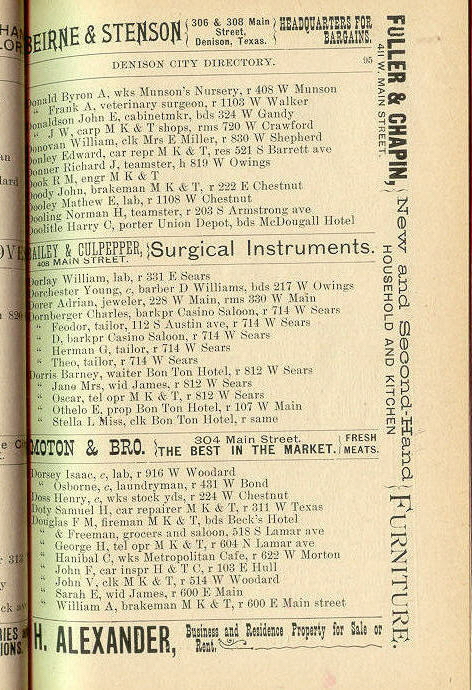 BEIRNE & STENSON { 306 & 308 Main Street, Denison, Texas. } HEADQUARTERS FOR BARGAINS.
DENISON CITY DIRECTORY. 95
Donald Byron A, wks Munson's Nursery, r 408 W Munson
“ Frank A, veterinary surgeon, r 1103 W Walker
Donaldson John E, cabinetmkr, bds 324 W Gandy
“ J W, carp M K & T shops, rms 720 W Crawford
Donovan William, clk Mrs E Miller, r 830 W Shepherd
Donley Edward, car repr M K & T, res 521 S Barrett ave
Donner Richard J, teamster, h 819 W Owings
Dook R M, engr M K & T
Doody John, brakeman M K & T, r 222 E Chestnut
Dooley Mathew E, lab, r 1108 W Chestnut
Dooling Norman H, teamster, r 203 S Armstrong ave
Doolitle Harry C, porter Union Depot, bds McDougall Hotel
DAILEY & CULPEPPER, 408 MAIN STREET. } Surgical Instruments.
Dorlay William, lab, r 331 E Sears
Dorchester Young, c, barber D Williams, bds 217 W Owings
Dorer Adrian, jeweler, 228 W Main, rms 330 W Main
Dornberger Charles, barkpr Casino Saloon, r 714 W Sears
“ Feodor, tailor, 112 S Austin ave, r 714 W Sears
“ D, barkpr Casino Saloon, r 714 W Sears
“ Herman G, tailor, r 714 W Sears
“ Theo, tailor, r 714 W Sears
Dorris Barney, waiter Bon Ton Hotel, r 812 W Sears
“ Jane Mrs, wid James, r 812 W Sears
“ Oscar, tel opr M K & T, r 812 W Sears
“ Othelo E, prop Bon Ton Hotel, r 107 W Main
“ Stella L Miss, clk Bon Ton Hotel, r same
MOTON & BRO. } 304 Main Street. THE BEST IN THE MARKET. { FRESH MEATS.
Dorsey Isaac, c, lab, r 916 W Woodard
“ Osborne, c, laundryman, r 431 W Bond
Doss Henry, c, wks stock yds, r 224 W Chestnut
Doty Samuel H, car repairer M K & T, r 311 W Texas
Douglas F M, fireman M K & T, bds Beck's Hotel
“ & Freeman, grocers and saloon, 518 S Lamar ave
“ George H, tel opr M K & T, r 604 N Lamar ave
“ Hanibal C, wks Metropolitan Cafe, r 622 W Morton
“ John F, car inspr H & T C, r 103 E Hull
“ John V, clk M K & T, r 514 W Woodard
“ Sarah E, wid James, r 600 E Main
“ William A, brakeman M K & T, r 600 E Main street
H. ALEXANDER, Business and Residence Property for Sale or Rent.
FULLER & CHAPIN, 411 W. MAIN STREET. } New and Second-Hand HOUSEHOLD AND KITCHEN } FURNITURE.